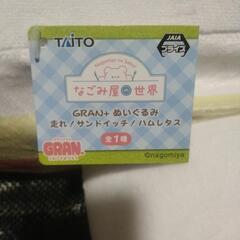 TAITO
JAIA
プライズ
なごみ屋の世界
GRAN+ ぬいぐるみ
走れ!サンドイッチ/ハムレタス
全1種
GRAN.
©nagomiya